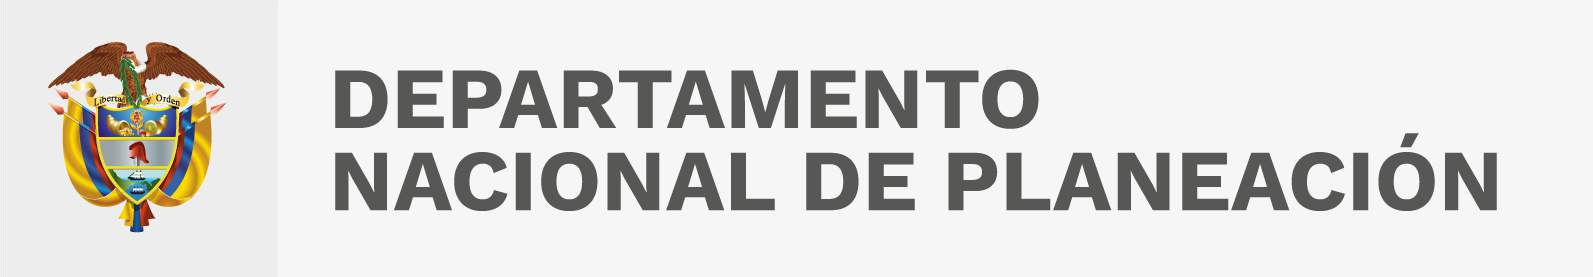 Libertad y Orden
DEPARTAMENTO
NACIONAL DE PLANEACIÓN